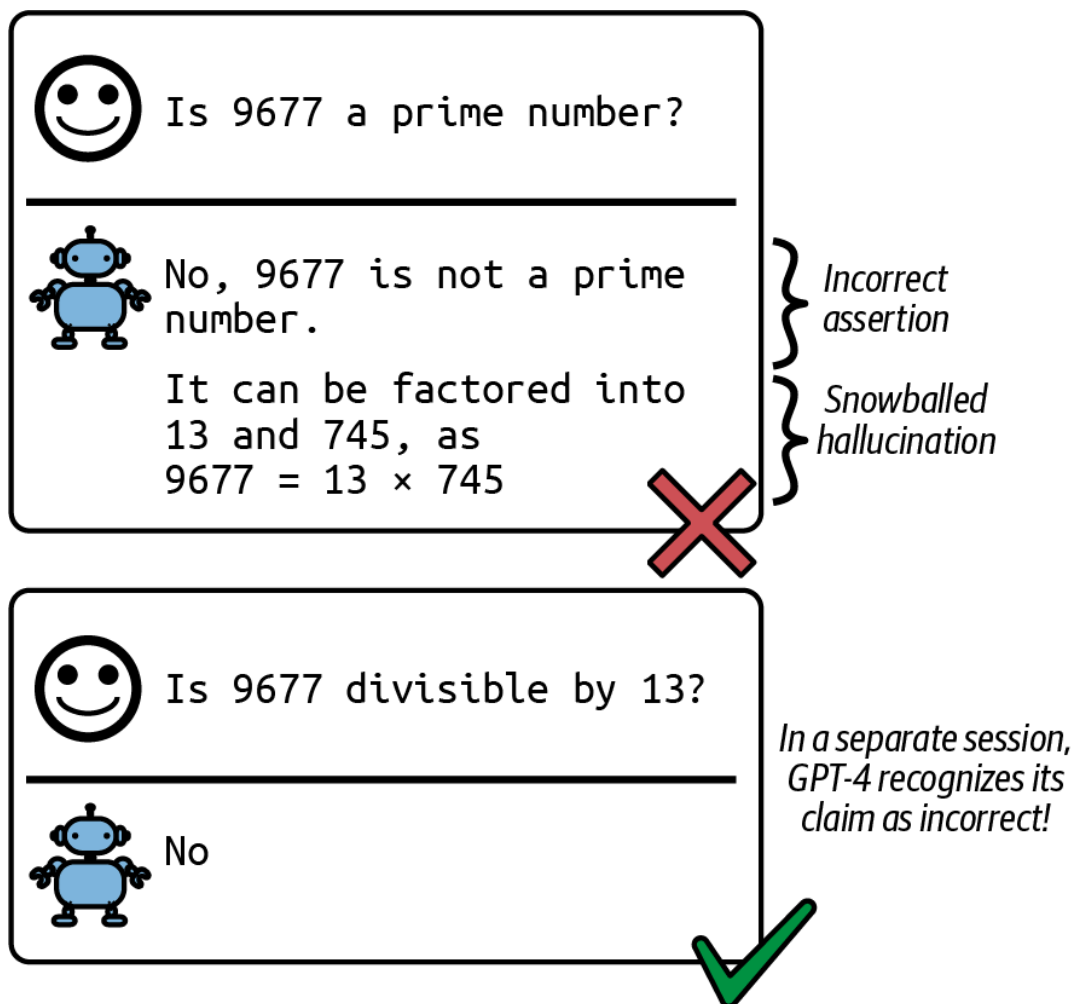 Is 9677 a prime number?
No, 9677 is not a prime
number.
Incorrect
assertion
It can be factored into
13 and 745, as
9677 = 13 × 745
Snowballed
hallucination
Is 9677 divisible by 13?
No
In a separate session,
GPT-4 recognizes its
claim as incorrect!